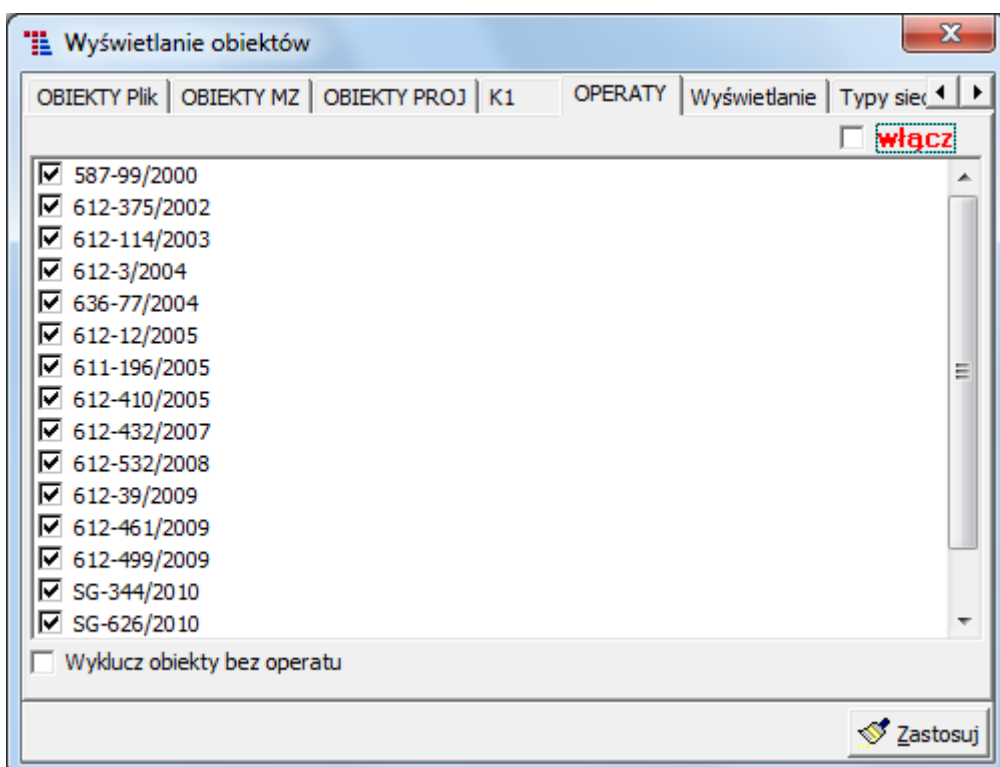 Wyświetlanie obiektów
OBIEKTY Plik OBIEKTY MZ OBIEKTY PROJ K1 OPERATY Wyświetlanie Typy siec
włącz
587-99/2000
612-375/2002
612-114/2003
612-3/2004
636-77/2004
612-12/2005
611-196/2005
612-410/2005
612-432/2007
612-532/2008
612-39/2009
612-461/2009
612-499/2009
SG-344/2010
SG-626/2010
Wyklucz obiekty bez operatu
Zastosuj